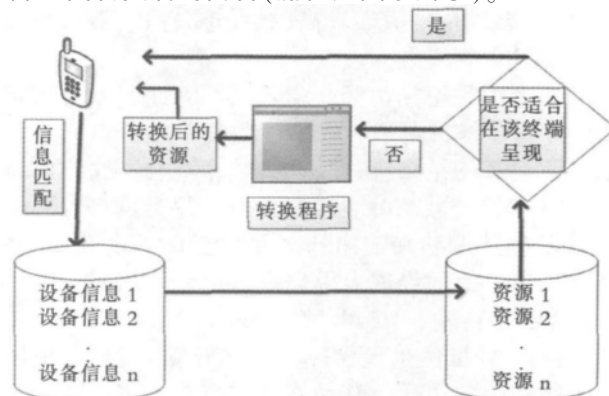 是
是否适合
在该终端
呈现
否
转换后的
资源
转换程序
信息
匹配
设备信息 1
设备信息 2
.
.
设备信息 n
资源 1
资源 2
.
.
资源 n